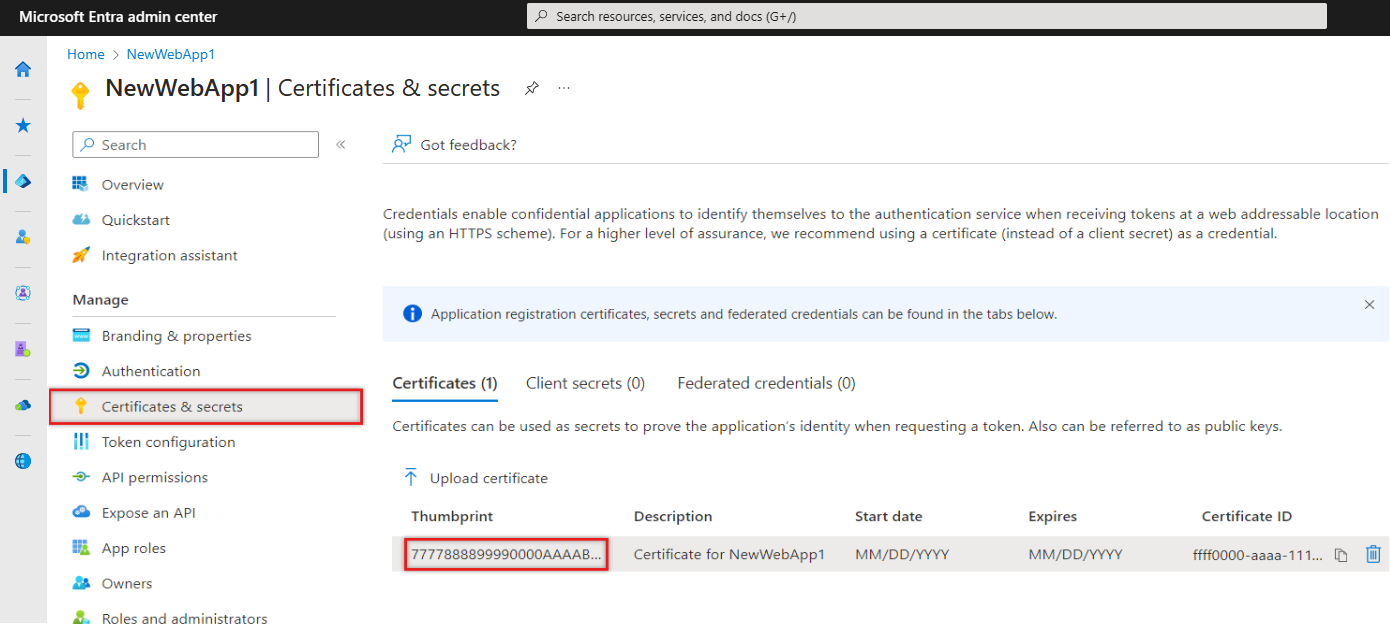 Microsoft Entra admin center
Search resources, services, and docs (G+/)
Home > NewWebApp1
NewWebApp1 | Certificates & secrets
Search
Overview
Quickstart
Integration assistant
Manage
Branding & properties
Authentication
Certificates & secrets
Token configuration
API permissions
Expose an API
App roles
Owners
Roles and administrators
Got feedback?
Credentials enable confidential applications to identify themselves to the authentication service when receiving tokens at a web addressable location
(using an HTTPS scheme). For a higher level of assurance, we recommend using a certificate (instead of a client secret) as a credential.
Application registration certificates, secrets and federated credentials can be found in the tabs below.
Certificates (1) Client secrets (0) Federated credentials (0)
Certificates can be used as secrets to prove the application's identity when requesting a token. Also can be referred to as public keys.
Upload certificate
Thumbprint Description Start date Expires Certificate ID
7777888899990000AAAAB... Certificate for NewWebApp1 MM/DD/YYYY MM/DD/YYYY ffff0000-aaaa-111...